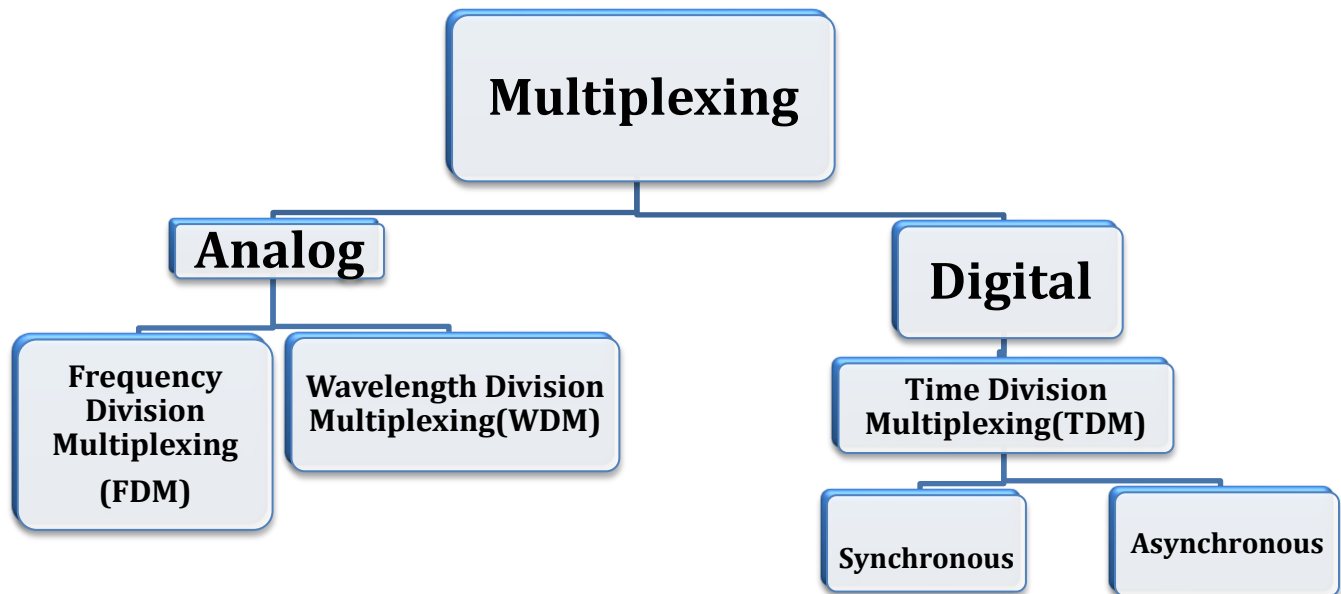 Multiplexing
Analog
Digital
Frequency
Division
Multiplexing
(FDM)
Wavelength Division
Multiplexing(WDM)
Time Division
Multiplexing(TDM)
Synchronous
Asynchronous